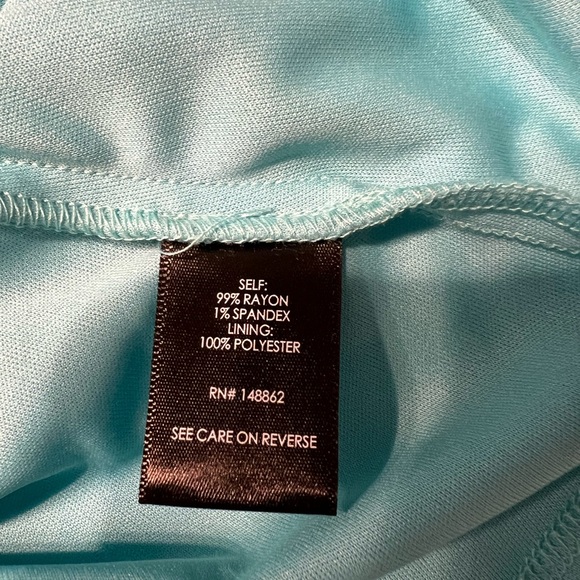 SELF:
99% RAYON
1% SPANDEX
LINING:
100% POLYESTER
RN# 148862
SEE CARE ON REVERSE